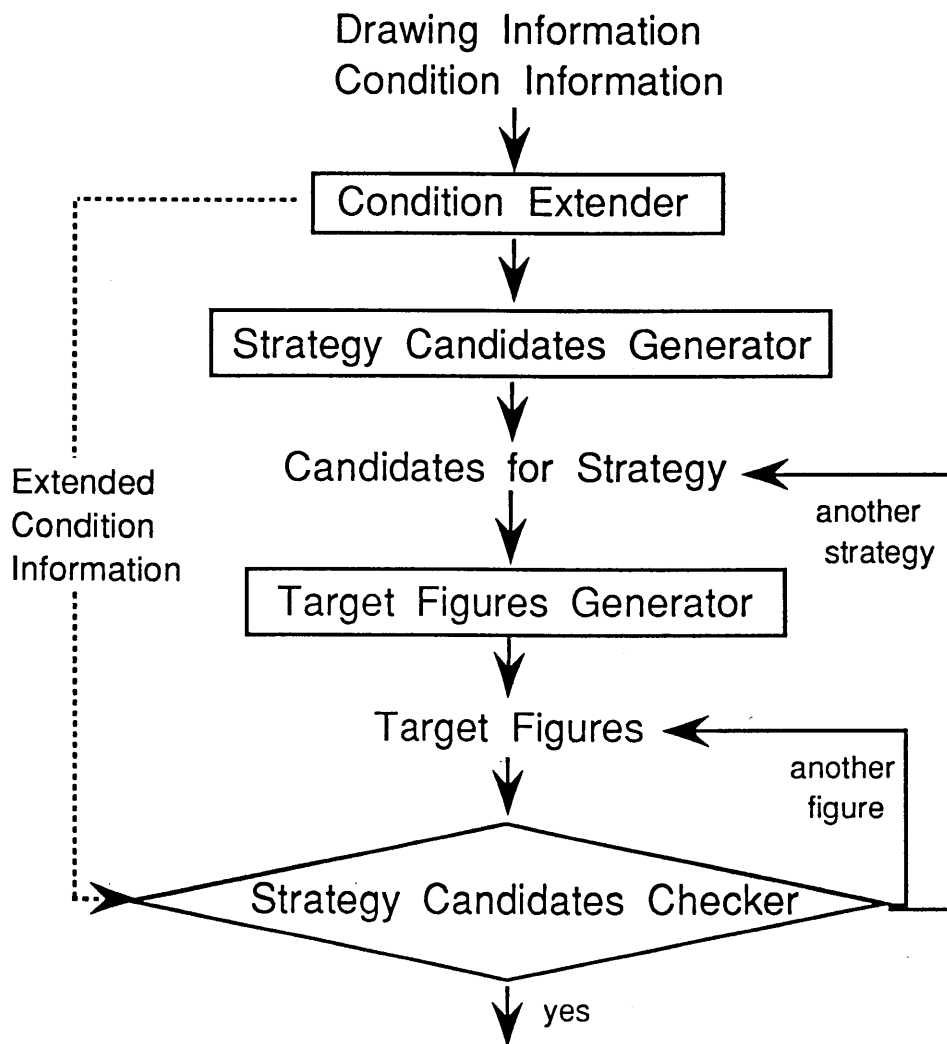 Drawing Information
Condition Information
Condition Extender
Strategy Candidates Generator
Candidates for Strategy
Extended
Condition
Information
another
strategy
Target Figures Generator
Target Figures
another
figure
Strategy Candidates Checker
yes